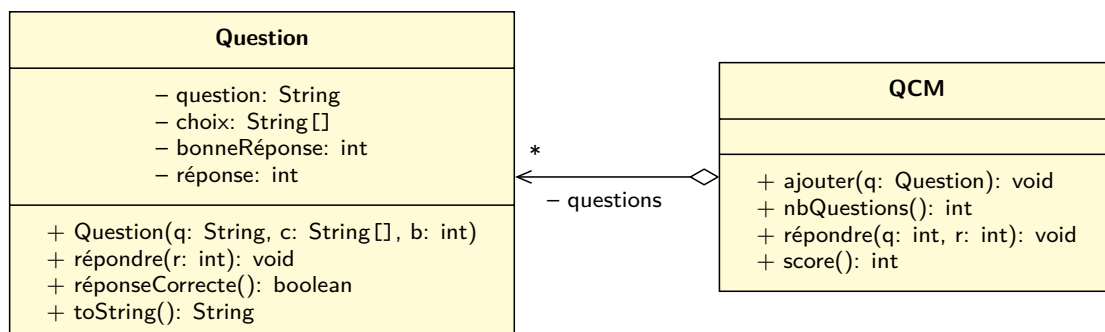 Question
– question: String
– choix: String[]
– bonneRéponse: int
– réponse: int
+ Question(q: String, c: String[], b: int)
+ répondre(r: int): void
+ réponseCorrecte(): boolean
+ toString(): String
*
– questions
QCM
+ ajouter(q: Question): void
+ nbQuestions(): int
+ répondre(q: int, r: int): void
+ score(): int